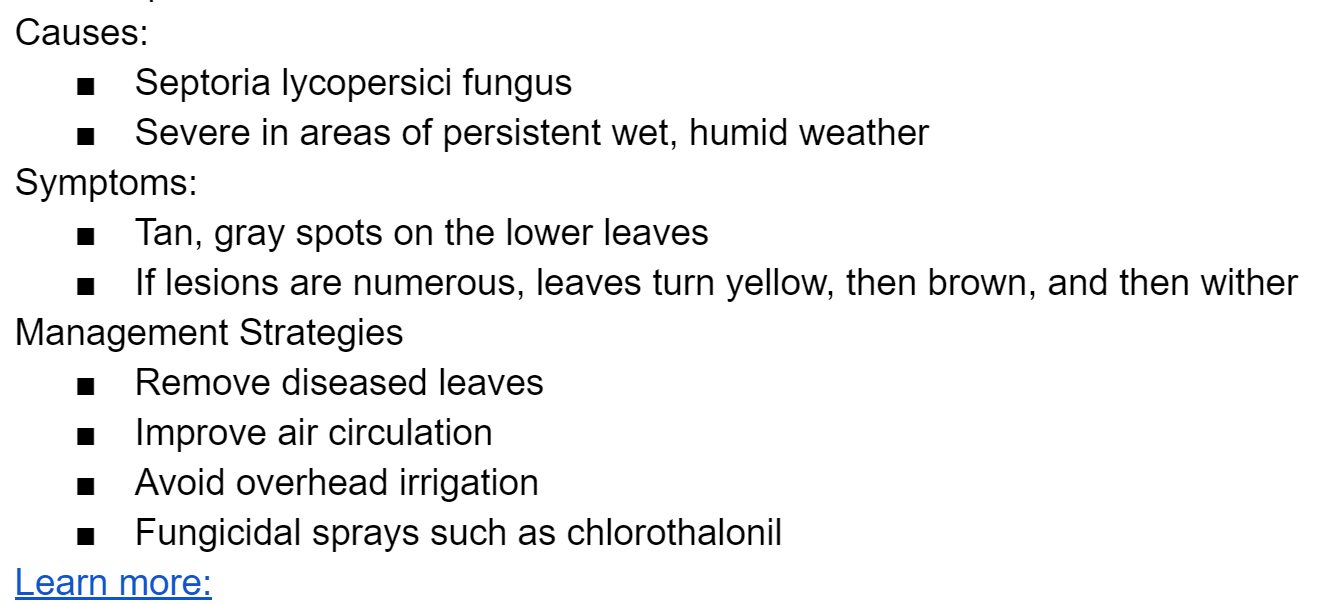 Causes:
■ Septoria lycopersici fungus
■ Severe in areas of persistent wet, humid weather
Symptoms:
■ Tan, gray spots on the lower leaves
■ If lesions are numerous, leaves turn yellow, then brown, and then wither
Management Strategies
■ Remove diseased leaves
■ Improve air circulation
■ Avoid overhead irrigation
■ Fungicidal sprays such as chlorothalonil
Learn more: